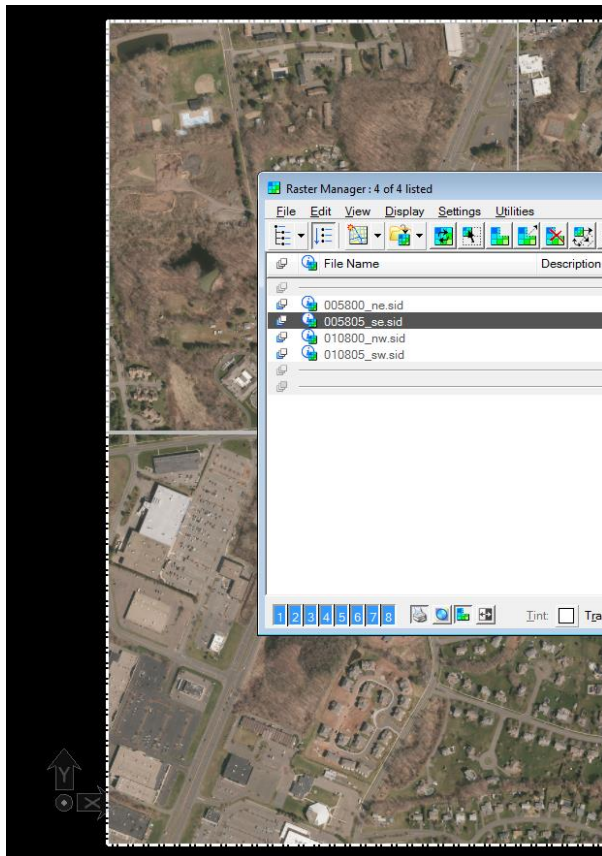 Raster Manager : 4 of 4 listed
File Edit View Display Settings Utilities
File Name Description
005800_ne.sid
005805_se.sid
010800_nw.sid
010805_sw.sid
1 2 3 4 5 6 7 8 Tint: Tra
Y
X